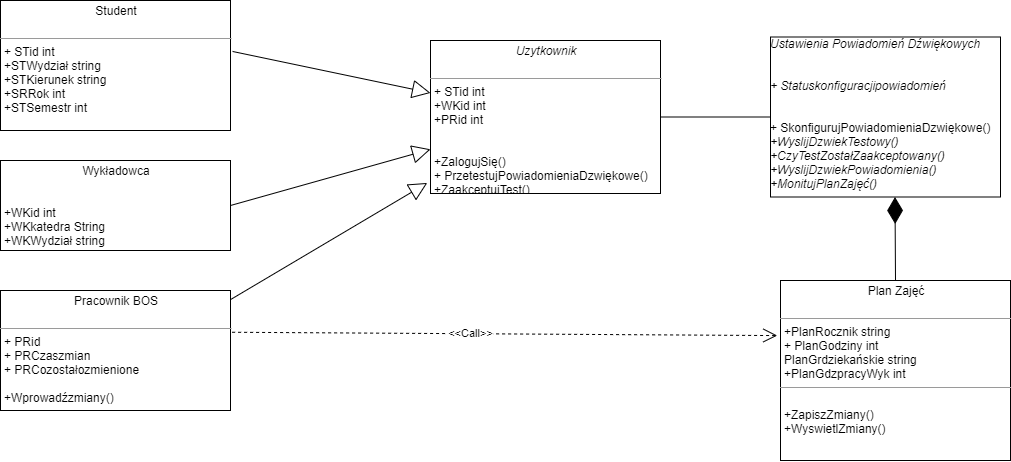 Student
+ STid int
+STWydział string
+STKierunek string
+SRRok int
+STSemestr int
Wykładowca
+WKid int
+WKkatedra String
+WKWydział string
Pracownik BOS
+ PRid
+ PRCzaszmian
+ PRCozostałozmienione
+Wprowadźzmiany()
Uzytkownik
+ STid int
+WKid int
+PRid int
+ZalogujSię()
+ PrzetestujPowiadomieniaDzwiękowe()
+ZaakceptujTest()
Ustawienia Powiadomień Dźwiękowych
+ Statuskonfiguracjipowiadomień
+ SkonfigurujPowiadomieniaDzwiękowe()
+WyslijDzwiekTestowy()
+CzyTestZostałZaakceptowany()
+WyslijDzwiekPowiadomienia()
+MonitujPlanZajęć()
<<Call>>
Plan Zajęć
+PlanRocznik string
+ PlanGodziny int
PlanGrdziekańskie string
+PlanGdzpracyWyk int
+ZapiszZmiany()
+WyswietlZmiany()